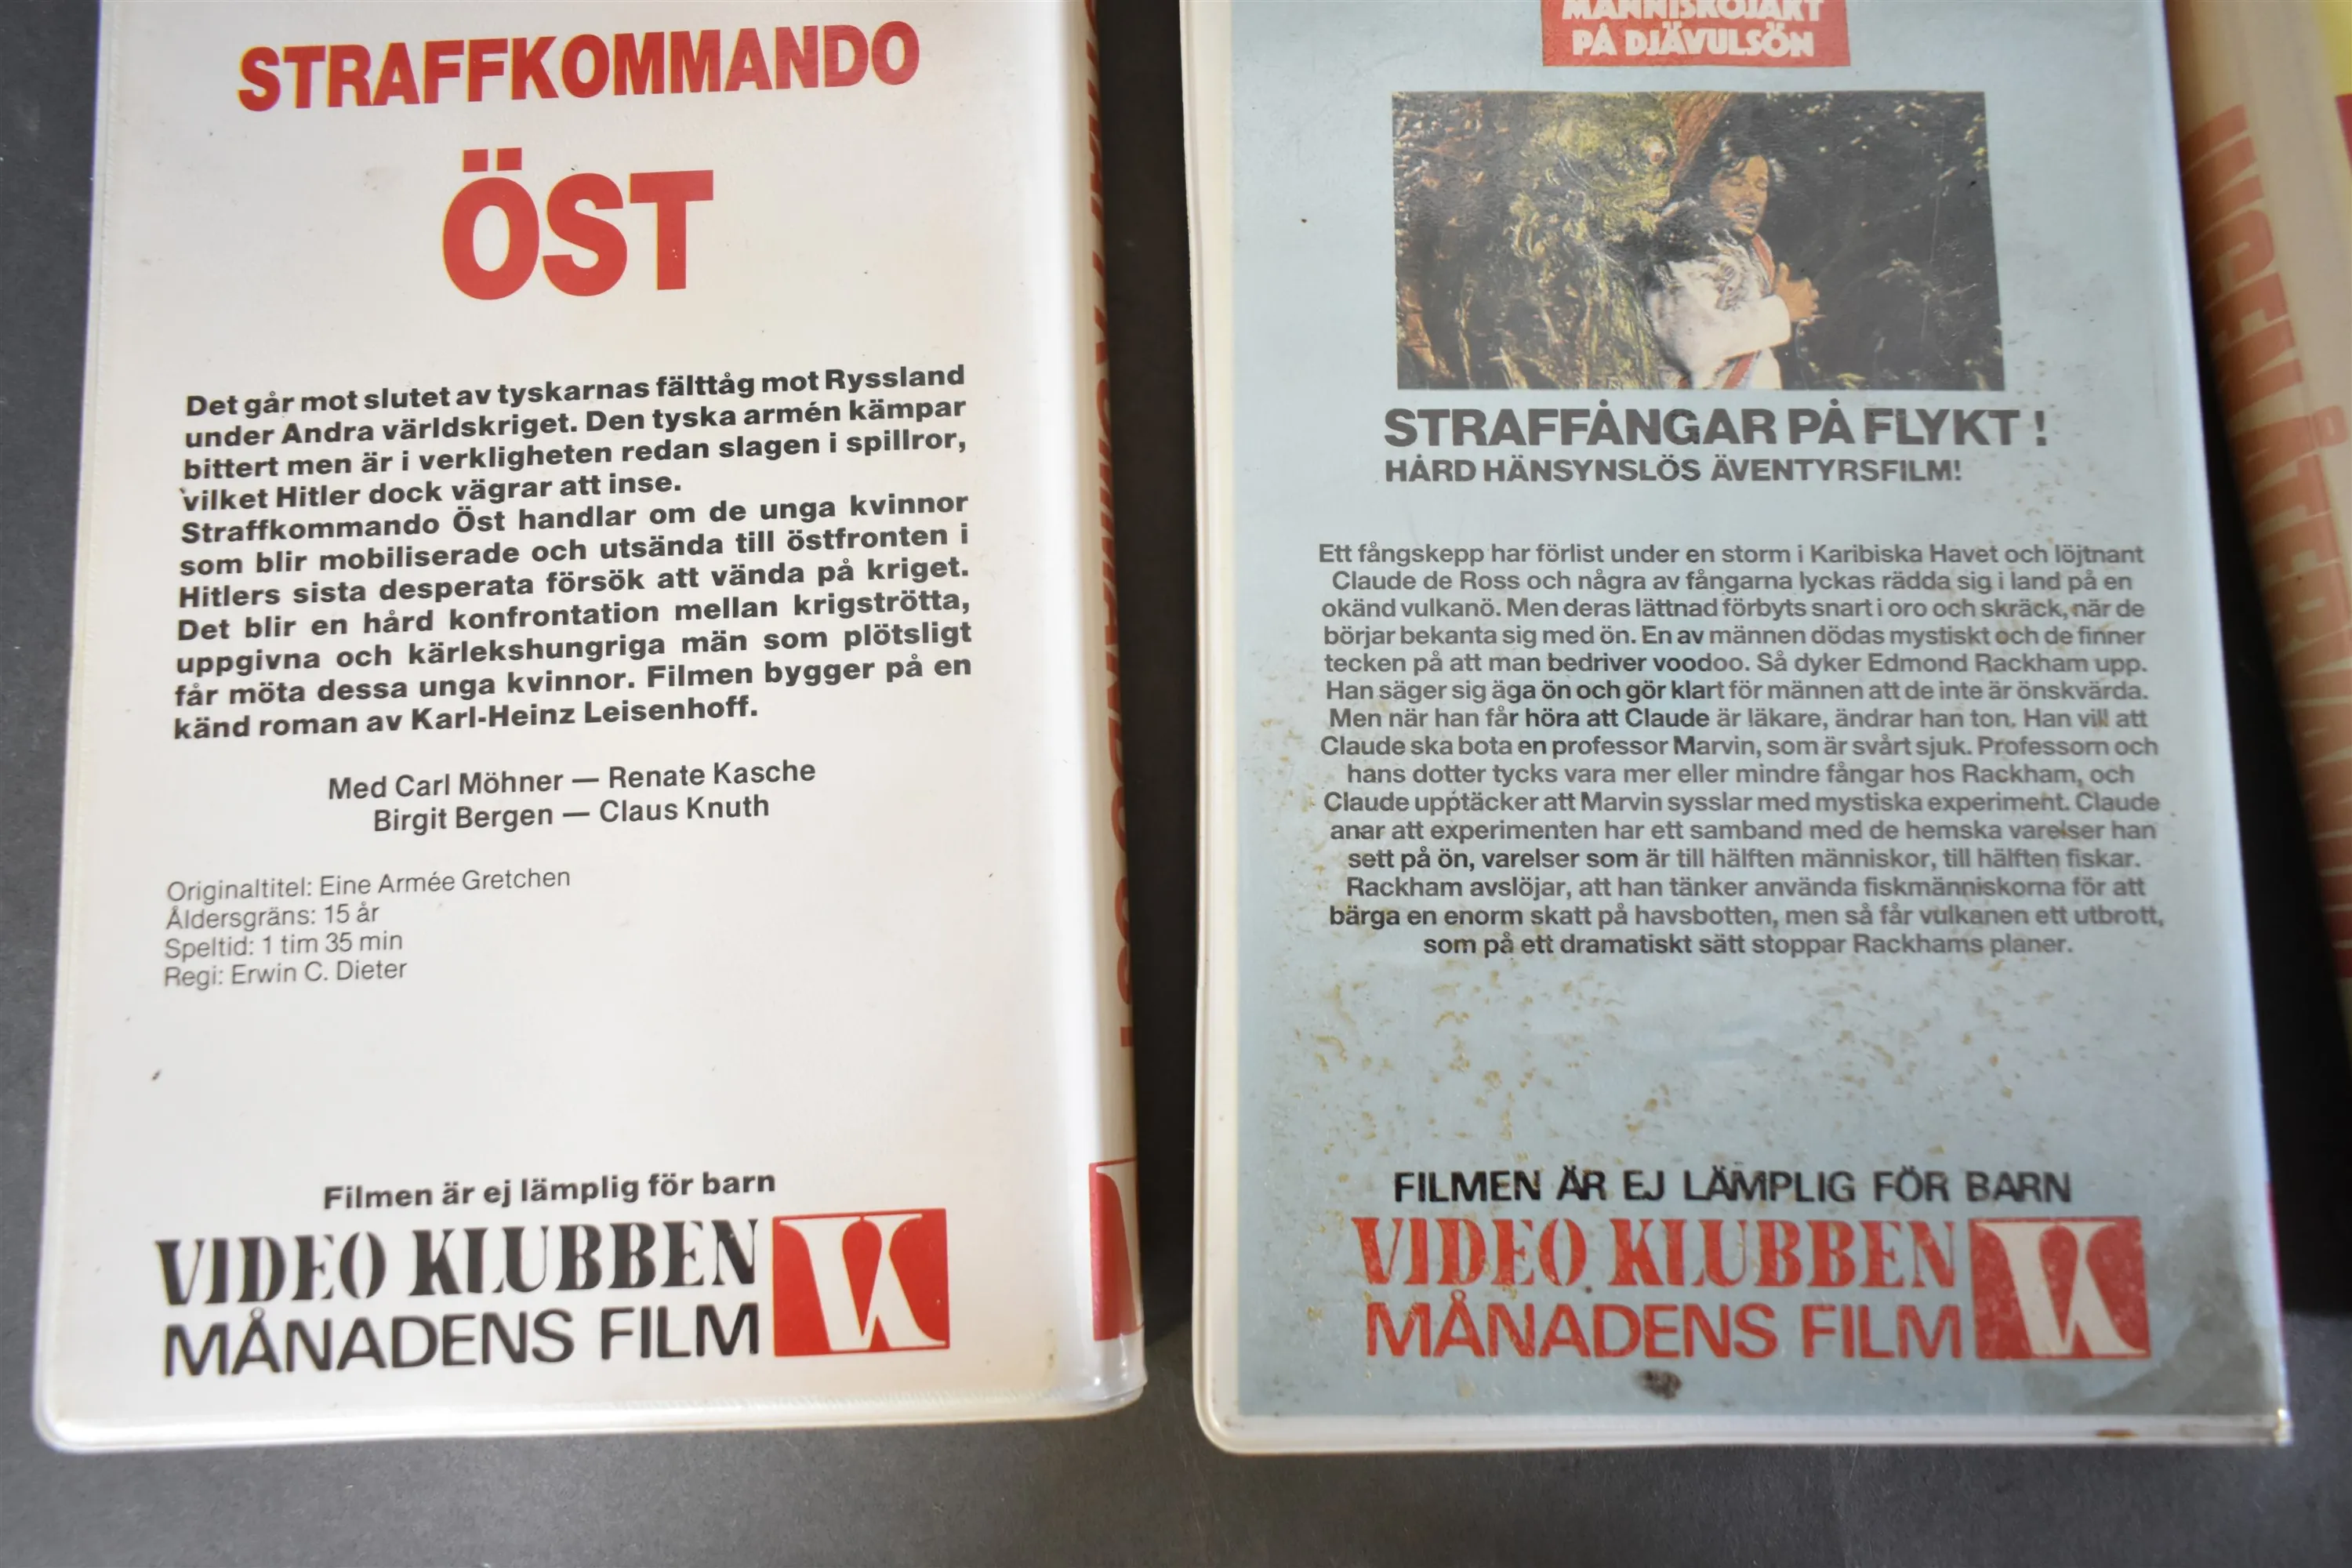 STRAFFKOMMANDO
ÖST
Det går mot slutet av tyskarnas fälttåg mot Ryssland
under Andra världskriget. Den tyska armén kämpar
bittert men är i verkligheten redan slagen i spillror,
vilket Hitler dock vägrar att inse.
Straffkommando Öst handlar om de unga kvinnor
som blir mobiliserade och utsända till östfronten i
Hitlers sista desperata försök att vända på kriget.
Det blir en hård konfrontation mellan krigströtta,
uppgivna och kärlekshungriga män som plötsligt
får möta dessa unga kvinnor. Filmen bygger på en
känd roman av Karl-Heinz Leisenhoff.
Med Carl Möhner — Renate Kasche
Birgit Bergen — Claus Knuth
Originaltitel: Eine Armée Gretchen
Åldersgräns: 15 år
Speltid: 1 tim 35 min
Regi: Erwin C. Dieter
Filmen är ej lämplig för barn
VIDEO KLUBBEN
MÅNADENS FILM
VK
MÄNNISKOJAKT
PÅ DJÄVULSÖN
STRAFFÅNGAR PÅ FLYKT !
HÅRD HÄNSYNSLÖS ÄVENTYRSFILM!
Ett fångskepp har förlist under en storm i Karibiska Havet och löjtnant
Claude de Ross och några av fångarna lyckas rädda sig i land på en
okänd vulkanö. Men deras lättnad förbyts snart i oro och skräck, när de
börjar bekanta sig med ön. En av männen dödas mystiskt och de finner
tecken på att man bedriver voodoo. Så dyker Edmond Rackham upp.
Han säger sig äga ön och gör klart för männen att de inte är önskvärda.
Men när han får höra att Claude är läkare, ändrar han ton. Han vill att
Claude ska bota en professor Marvin, som är svårt sjuk. Professorn och
hans dotter tycks vara mer eller mindre fångar hos Rackham, och
Claude upptäcker att Marvin sysslar med mystiska experiment. Claude
anar att experimenten har ett samband med de hemska varelser han
sett på ön, varelser som är till hälften människor, till hälften fiskar.
Rackham avslöjar, att han tänker använda fiskmänniskorna för att
bärga en enorm skatt på havsbotten, men så får vulkanen ett utbrott,
som på ett dramatiskt sätt stoppar Rackhams planer.
FILMEN ÄR EJ LÄMPLIG FÖR BARN
VIDEO KLUBBEN
MÅNADENS FILM
VK